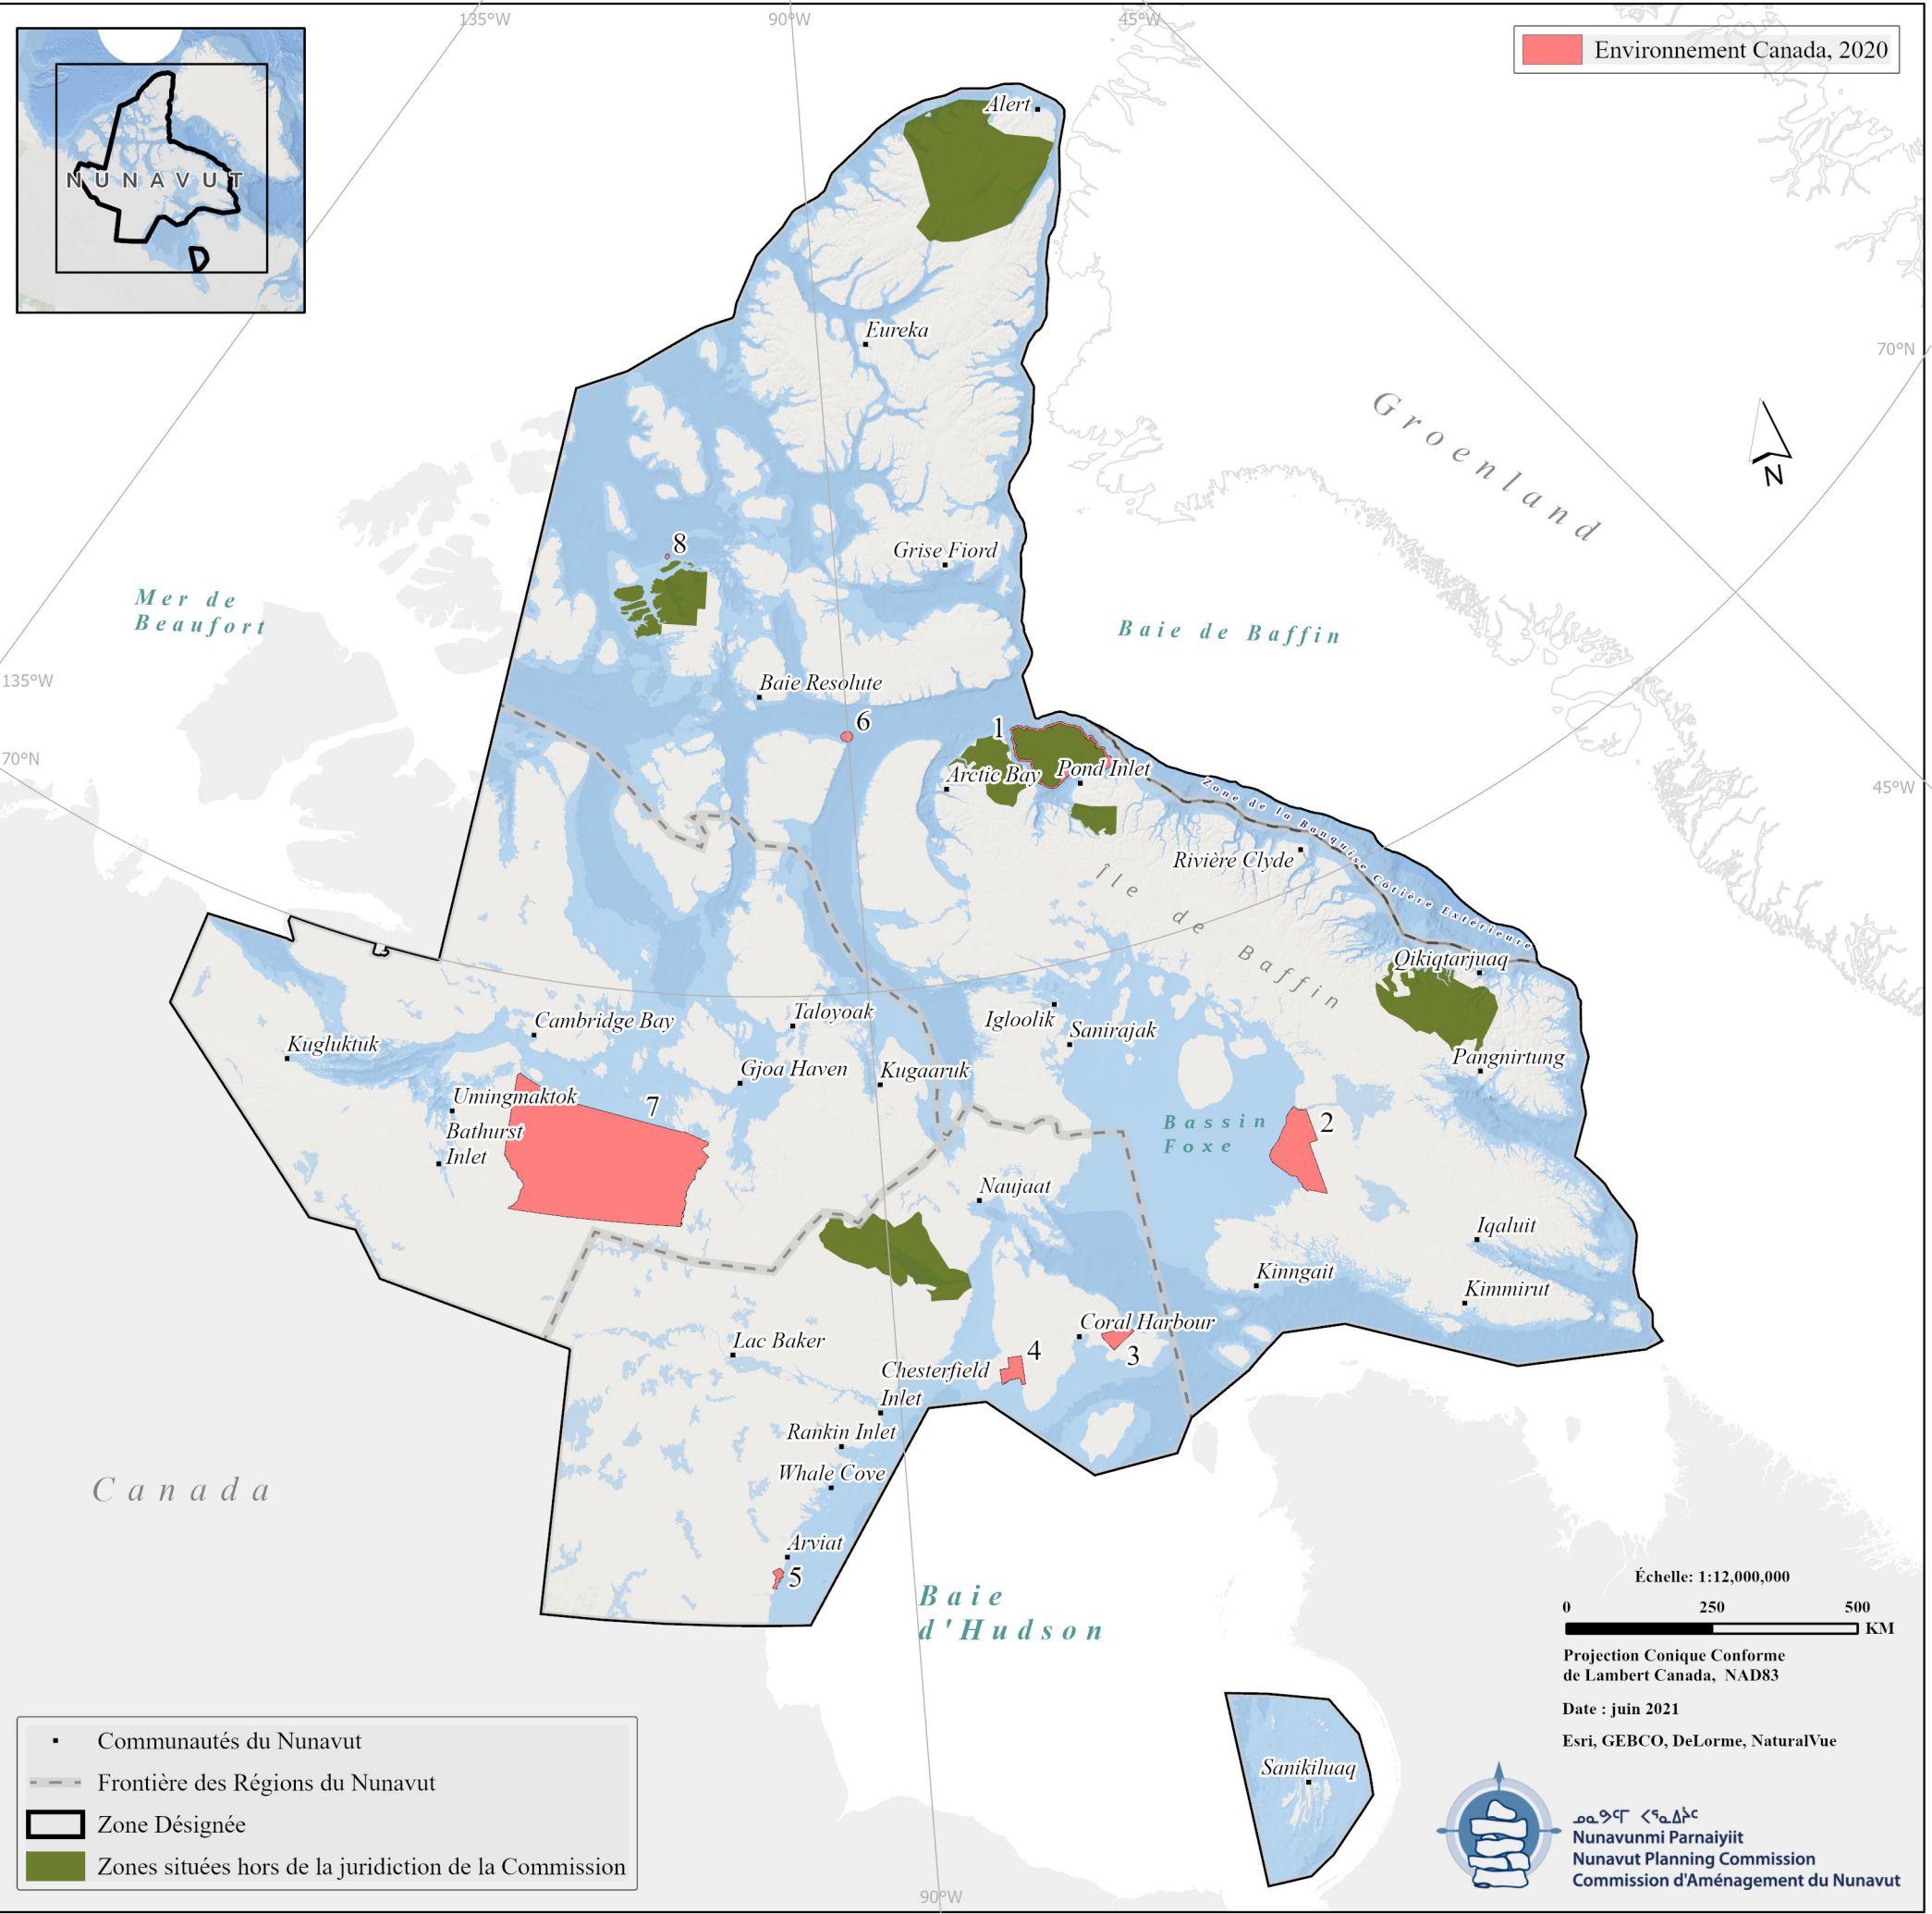 135°W
90°W
45°W
Environnement Canada, 2020
NUNAVUT
Alert
Eureka
70°N
Groenland
N
8
Grise Fiord
Mer de
Beaufort
Baie de Baffin
135°W
Baie Resolute
6
1
70°N
Arctic Bay
Pond Inlet
Zone de la Banquise Côtière Extérieure
45°W
Rivière Clyde
Île de Baffin
Qikiqtarjuaq
Cambridge Bay
Taloyoak
Igloolik
Sanirajak
Kugluktuk
Pangnirtung
Gjoa Haven
Kugaaruk
Umingmaktok
7
Bassin
Foxe
2
Bathurst
Inlet
Naujaat
Iqaluit
Kinngait
Kimmirut
Coral Harbour
Lac Baker
4
3
Chesterfield
Inlet
Rankin Inlet
Whale Cove
Canada
Arviat
5
Baie
d'Hudson
Échelle: 1:12,000,000
0 250 500
KM
Projection Conique Conforme
de Lambert Canada, NAD83
Date : juin 2021
Esri, GEBCO, DeLorme, NaturalVue
Sanikiluaq
Communautés du Nunavut
Frontière des Régions du Nunavut
Zone Désignée
Zones situées hors de la juridiction de la Commission
ᓄᓇᕗᑦᒥ ᐸᕐᓇᐃᔨᑦ
Nunavunmi Parnaiyiit
Nunavut Planning Commission
Commission d'Aménagement du Nunavut
90°W